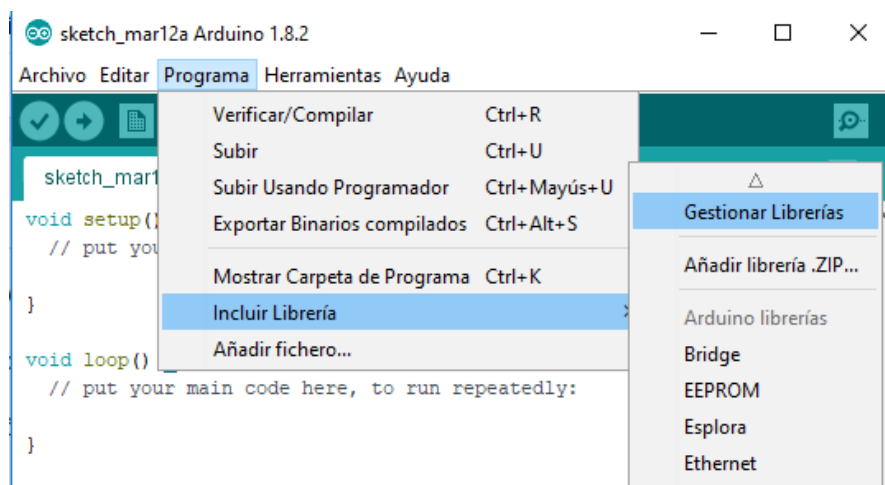 sketch_mar12a Arduino 1.8.2
Archivo Editar Programa Herramientas Ayuda
Verificar/Compilar Ctrl+R
Subir Ctrl+U
Subir Usando Programador Ctrl+Mayús+U
Exportar Binarios compilados Ctrl+Alt+S
Mostrar Carpeta de Programa Ctrl+K
Incluir Librería
Añadir fichero...
Gestionar Librerías
Añadir librería .ZIP...
Arduino librerías
Bridge
EEPROM
Esplora
Ethernet
sketch_mar1
void setup()
// put you
}
void loop()
// put your main code here, to run repeatedly:
}